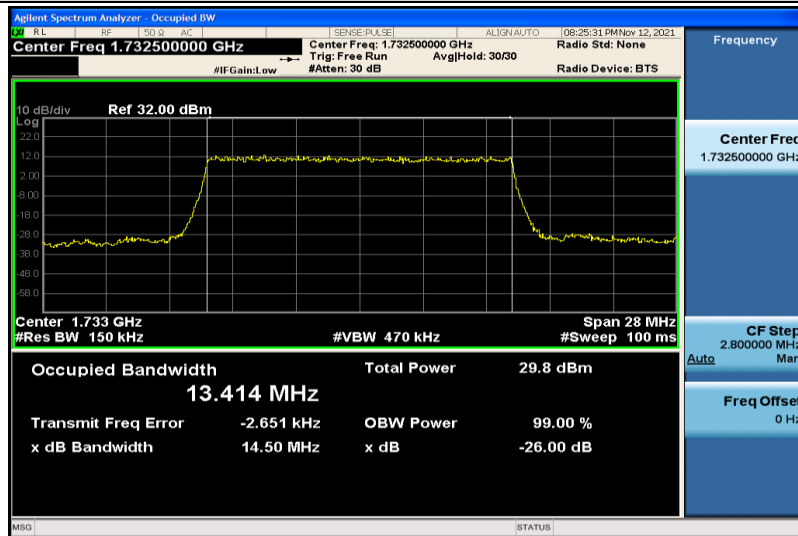 Agilent Spectrum Analyzer - Occupied BW
LXI RL RF 50 Ω AC SENSE:PULSE ALIGN AUTO 08:25:31 PM Nov 12, 2021
Center Freq 1.732500000 GHz
Center Freq: 1.732500000 GHz
Radio Std: None
Trig: Free Run Avg|Hold: 30/30
#IFGain:Low #Atten: 30 dB Radio Device: BTS
10 dB/div Ref 32.00 dBm
Log
22.0
12.0
2.00
-8.00
-18.0
-28.0
-38.0
-48.0
-58.0
Center 1.733 GHz Span 28 MHz
#Res BW 150 kHz #VBW 470 kHz #Sweep 100 ms
Occupied Bandwidth Total Power 29.8 dBm
13.414 MHz
Transmit Freq Error -2.651 kHz OBW Power 99.00 %
x dB Bandwidth 14.50 MHz x dB -26.00 dB
MSG STATUS
Frequency
Center Freq
1.732500000 GHz
CF Step
2.800000 MHz
Auto Man
Freq Offset
0 Hz